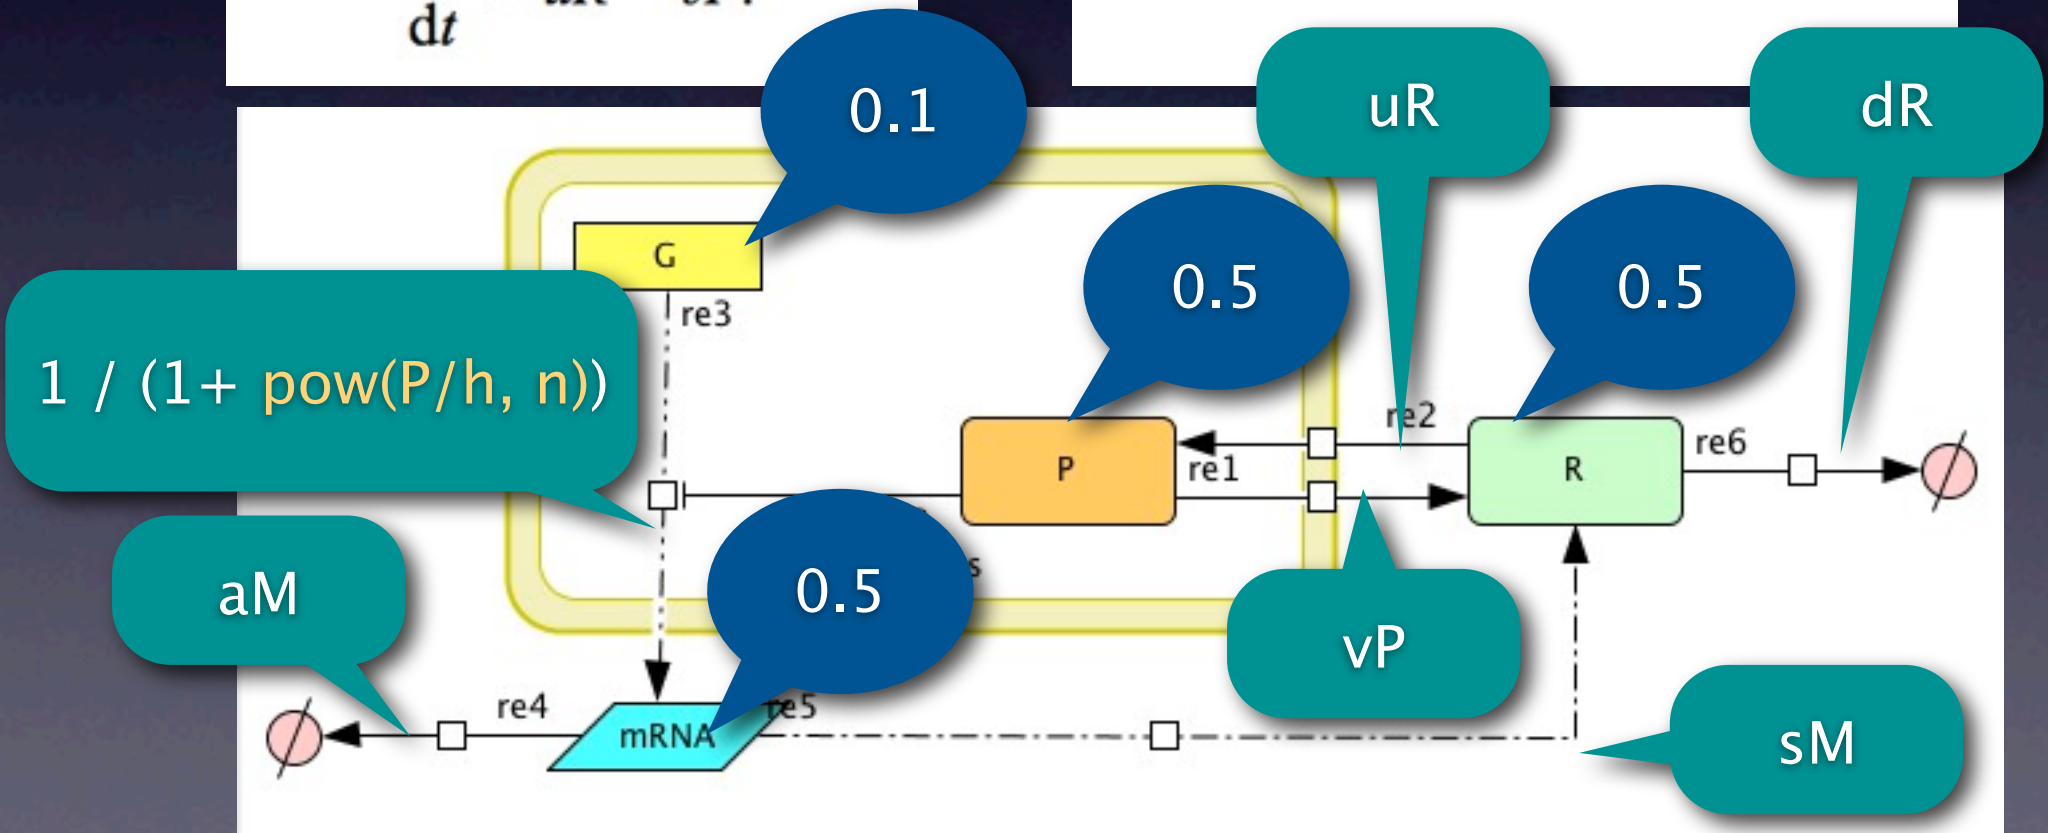 dt
0.1
uR
dR
G
re3
0.5
0.5
1 / (1+ pow(P/h, n))
re2
P
re1
R
re6
aM
0.5
s
vP
re4
re5
mRNA
sM